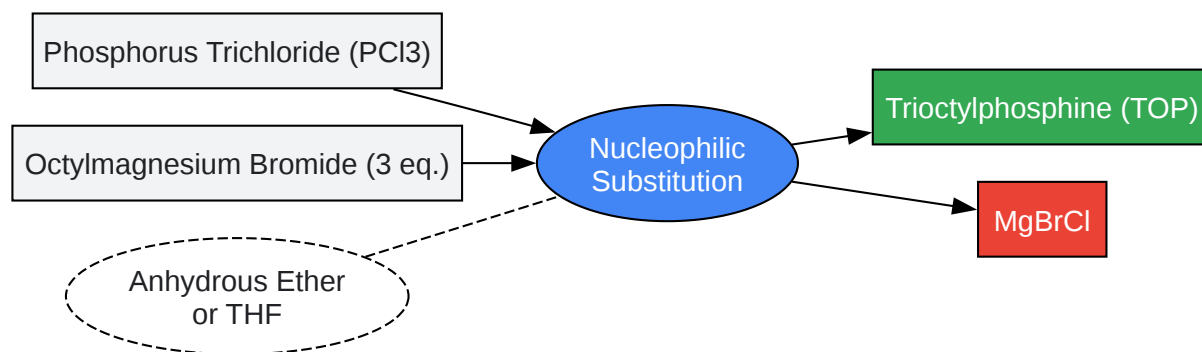 Phosphorus Trichloride (PCl3)
Octylmagnesium Bromide (3 eq.)
Anhydrous Ether
or THF
Nucleophilic
Substitution
Trioctylphosphine (TOP)
MgBrCl